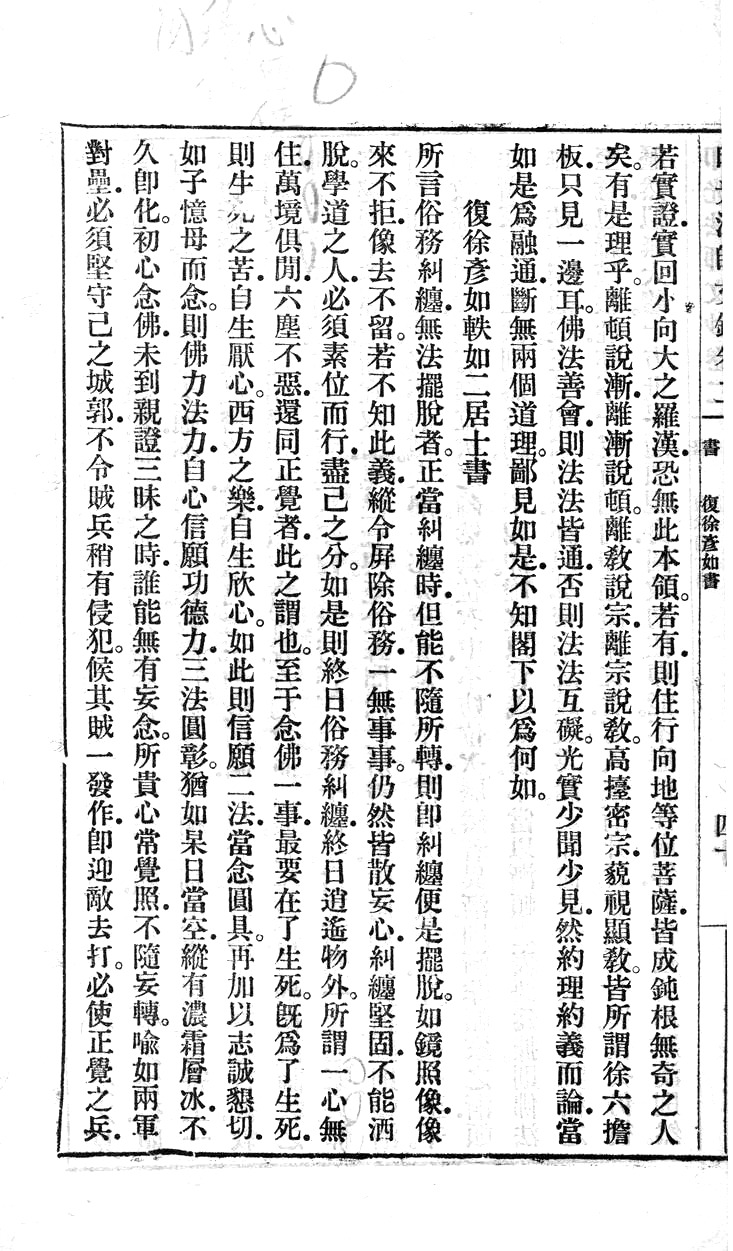 書　復徐彥如書
若實證實回小向大之羅漢恐無此本領。若有則住行向地等位菩薩皆成鈍根無奇之人
矣。有是理乎。離頓說漸離漸說頓。離教說宗離宗說教。高擡密宗藐視顯教。皆所謂徐六擔
板只見一邊耳。佛法善會則法法皆通否則法法互礙。光實少聞少見然約理約義而論當
如是爲融通斷無兩個道理。鄙見如是不知閣下以爲何如。
復徐彥如軼如二居士書
所言俗務糾纏無法擺脫者。正當糾纏時但能不隨所轉則卽糾纏便是擺脫。如鏡照像像
來不拒像去不留。若不知此義縱令屏除俗務一無事事。仍然皆散妄心糾纏堅固不能洒
脫。學道之人必須素位而行盡己之分。如是則終日俗務糾纏終日逍遙物外。所謂一心無
住萬境俱閒六塵不惡還同正覺者此之謂也。至于念佛一事最要在了生死。旣爲了生死
則生死之苦自生厭心。西方之樂自生欣心。如此則信願二法當念圓具。再加以志誠懇切
如子憶母而念。則佛力法力自心信願功德力三法圓彰。猶如杲日當空縱有濃霜層冰不
久卽化。初心念佛未到親證三昧之時誰能無有妄念。所貴心常覺照不隨妄轉。喩如兩軍
對壘必須堅守己之城郭不令賊兵稍有侵犯。候其賊一發作卽迎敵去打。必使正覺之兵